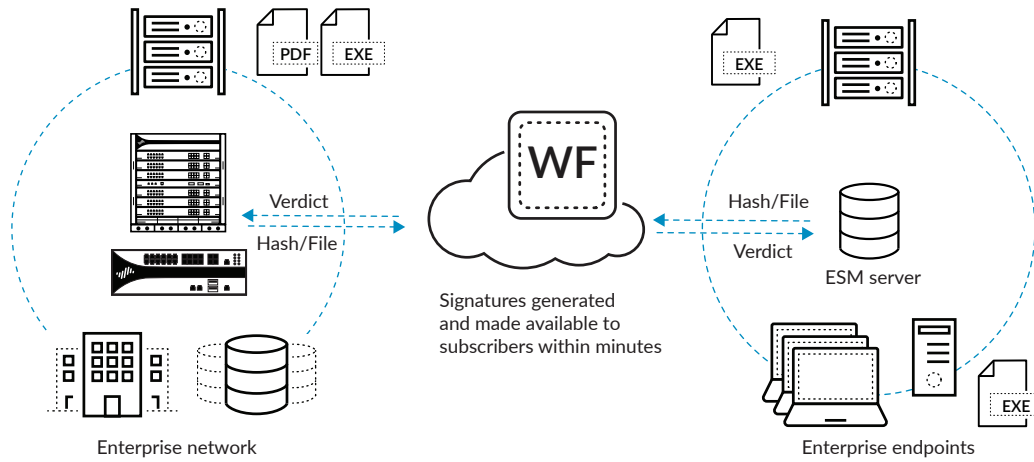 PDF
EXE
EXE
WF
Verdict
Hash/File
Hash/File
Verdict
ESM server
Signatures generated
and made available to
subscribers within minutes
EXE
Enterprise network
Enterprise endpoints